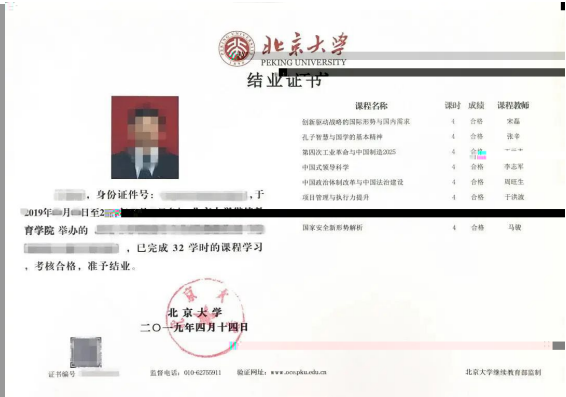 北京大学
PEKING UNIVERSITY
结业证书
，身份证件号：，于
2019年月日至2
育学院 举办的
，已完成 32 学时的课程学习
，考核合格，准予结业。
北京大学
二〇一九年四月十四日
证书编号
监督电话：010-62755911 验证网址：www.ocopku.edu.cn
课程名称 课时 成绩 课程教师
创新驱动战略的国际形势与国内需求 4 合格 宋磊
孔子智慧与国学的基本精神 4 合格 张辛
第四次工业革命与中国制造2025 4 合格
中国式领导科学 4 合格 李志军
中国政治体制改革与中国法治建设 4 合格 周旺生
项目管理与执行力提升 4 合格 于洪波
国家安全新形势解析 4 合格 马骏
北京大学继续教育部监制